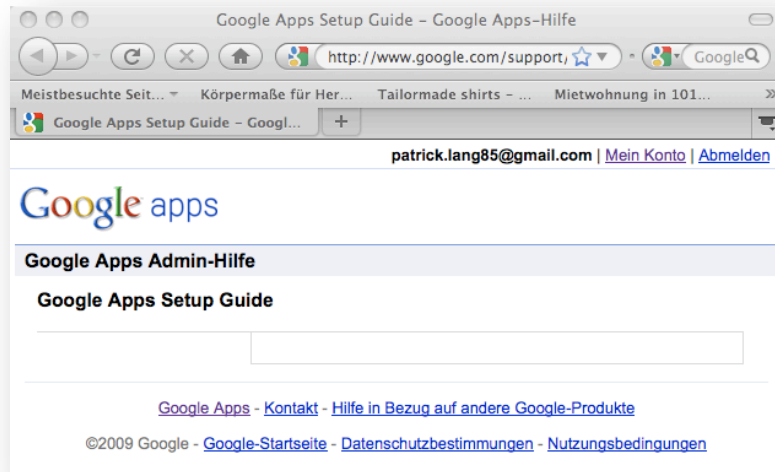 Google Apps Setup Guide – Google Apps-Hilfe
http://www.google.com/support, Google
Meistbesuchte Seit... Körpermaße für Her... Tailormade shirts – ... Mietwohnung in 101... »
Google Apps Setup Guide – Googl... +
patrick.lang85@gmail.com | Mein Konto | Abmelden
Google apps
Google Apps Admin-Hilfe
Google Apps Setup Guide
Google Apps - Kontakt - Hilfe in Bezug auf andere Google-Produkte
©2009 Google - Google-Startseite - Datenschutzbestimmungen - Nutzungsbedingungen